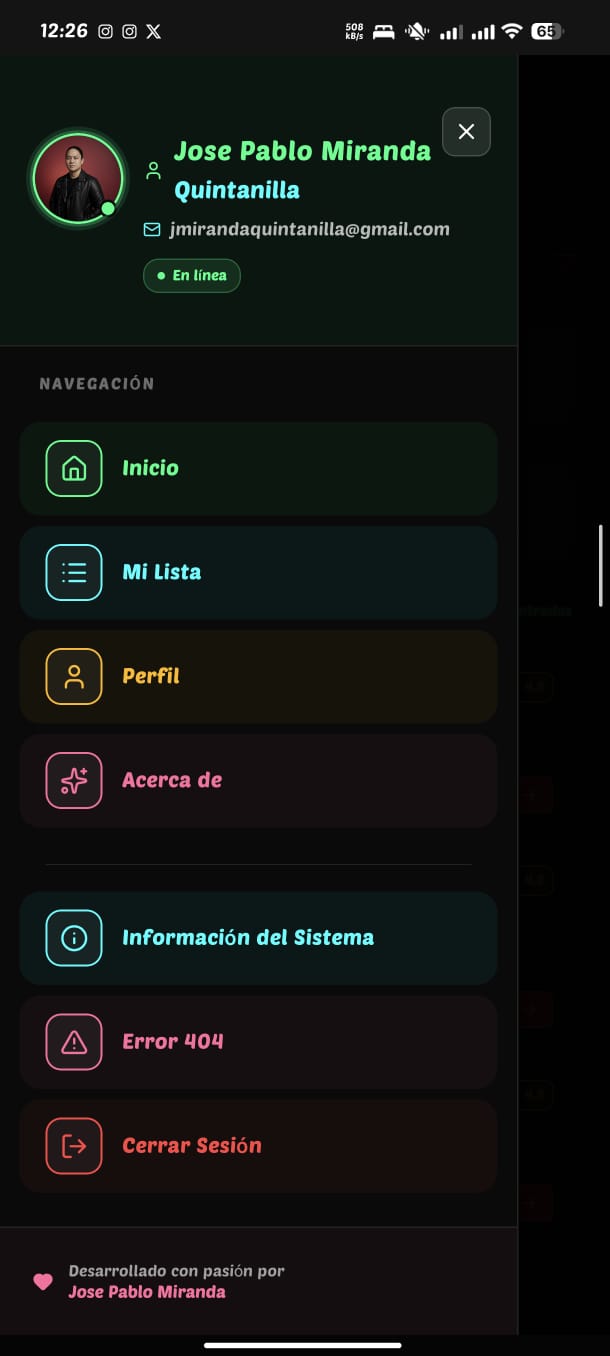 12:26
508
kB/s
65
Jose Pablo Miranda
Quintanilla
jmirandaquintanilla@gmail.com
En línea
NAVEGACIÓN
Inicio
Mi Lista
Perfil
Acerca de
Información del Sistema
Error 404
Cerrar Sesión
Desarrollado con pasión por
Jose Pablo Miranda